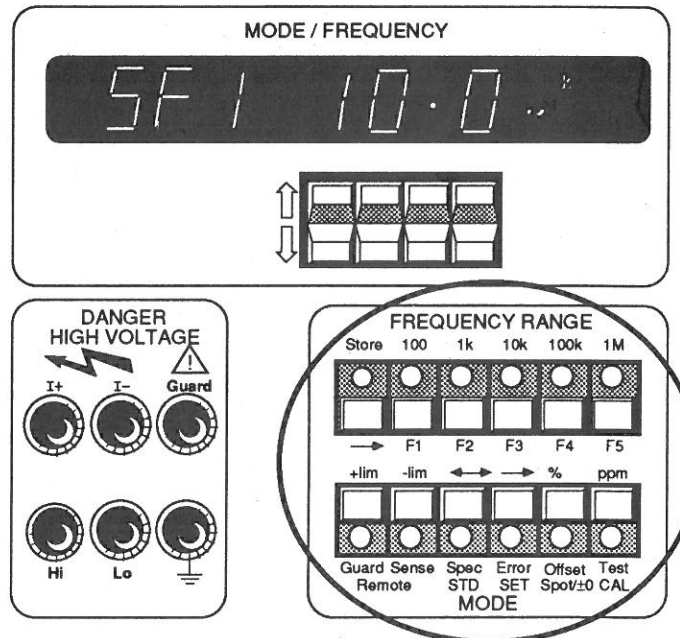 MODE / FREQUENCY
SF1 10.0 k
DANGER
HIGH VOLTAGE
I+ I- Guard
Hi Lo
FREQUENCY RANGE
Store 100 1k 10k 100k 1M
F1 F2 F3 F4 F5
+lim -lim % ppm
Guard Sense Spec Error Offset Test
Remote STD SET Spot/±0 CAL
MODE